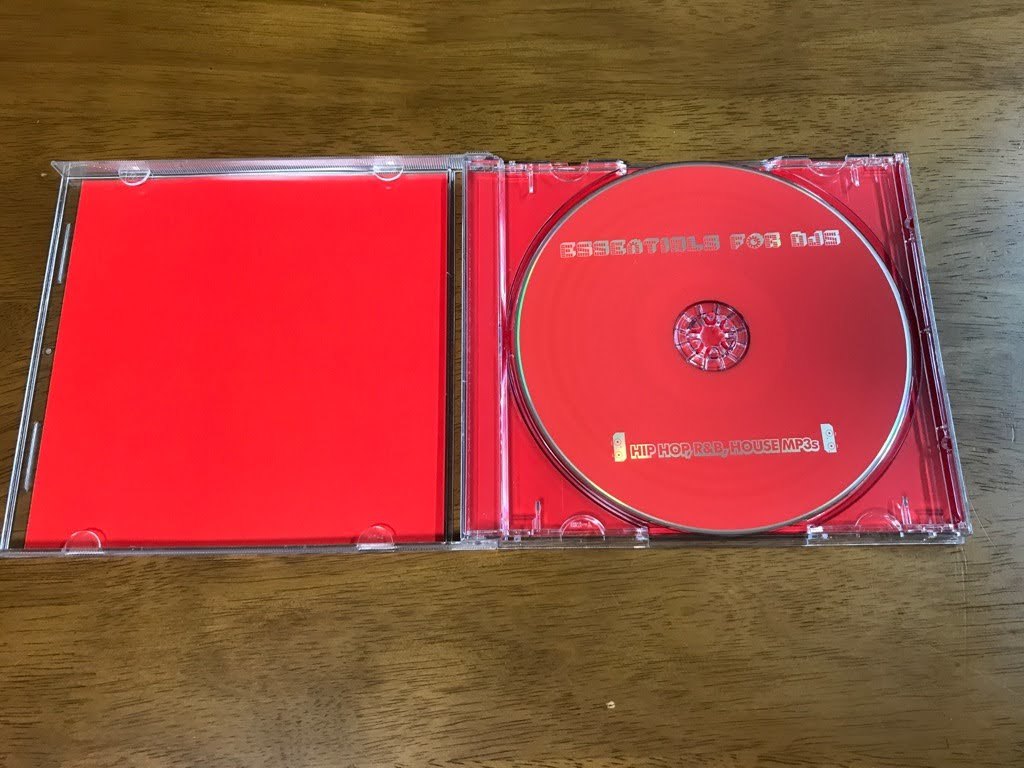 ESSENTIALS FOR DJS
HIP HOP, R&B, HOUSE MP3s